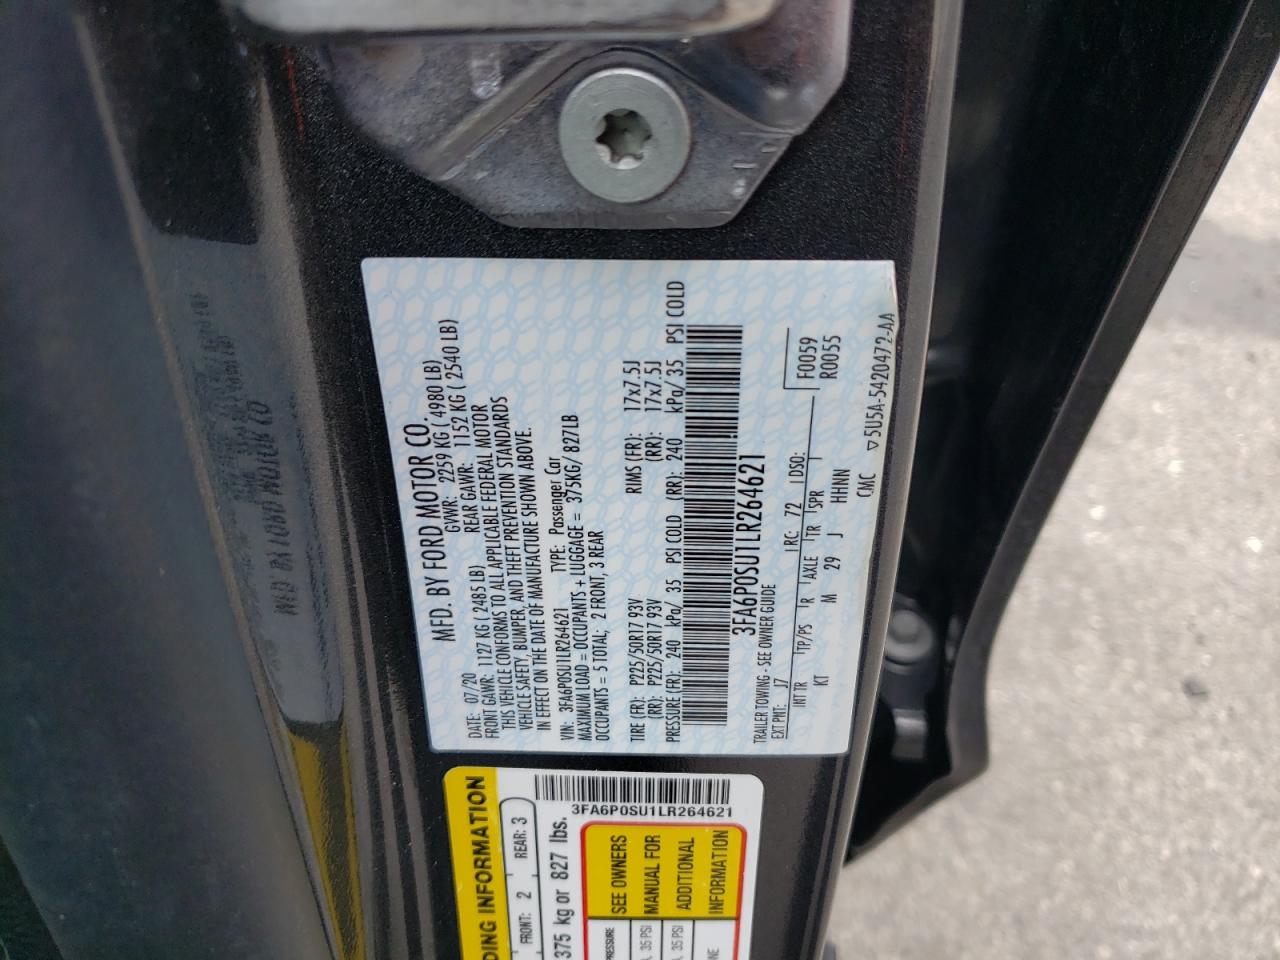 MFD. BY FORD MOTOR CO.
DATE: 07/20 GVWR: 2259 KG ( 4980 LB)
FRONT GAWR: 1127 KG ( 2485 LB) REAR GAWR: 1152 KG ( 2540 LB)
THIS VEHICLE CONFORMS TO ALL APPLICABLE FEDERAL MOTOR
VEHICLE SAFETY, BUMPER, AND THEFT PREVENTION STANDARDS
IN EFFECT ON THE DATE OF MANUFACTURE SHOWN ABOVE.
VIN: 3FA6P0SU1LR264621 TYPE: Passenger Car
MAXIMUM LOAD = OCCUPANTS + LUGGAGE = 375KG/ 827LB
OCCUPANTS = 5 TOTAL; 2 FRONT, 3 REAR
TIRE (FR): P225/50R17 93V RIMS (FR): 17x7.5J
(RR): P225/50R17 93V (RR): 17x7.5J
PRESSURE (FR): 240 kPa/ 35 PSI COLD (RR): 240 kPa/ 35 PSI COLD
3FA6P0SU1LR264621
TRAILER TOWING - SEE OWNER GUIDE
EXT PNT: J7 RC: 72 DSO: F0059
R0055
INT TR TP/PS R AXLE TR SPR
KT M 29 J HHNN
CMC ▽5U5A-5420472-AA
DING INFORMATION
3FA6P0SU1LR264621
FRONT: 2 REAR: 3
375 kg or 827 lbs.
PRESSURE SEE OWNERS
35 PSI MANUAL FOR
35 PSI ADDITIONAL
INFORMATION